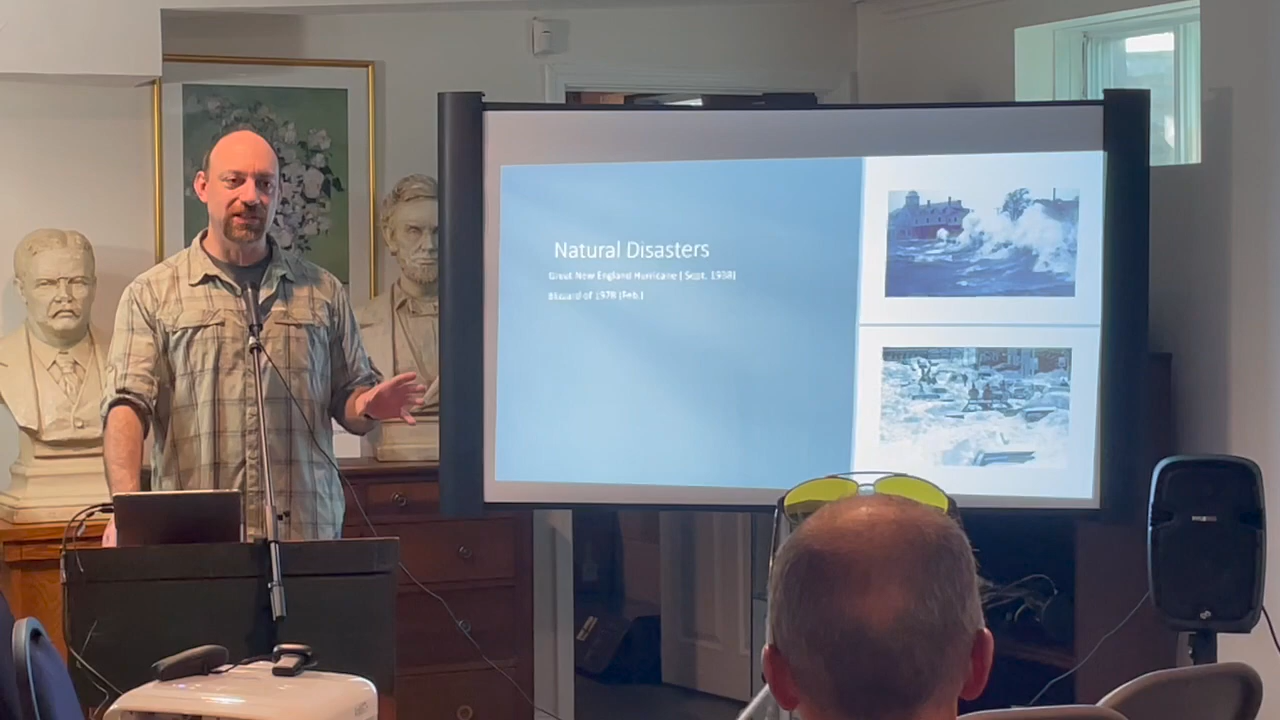 Natural Disasters
Great New England Hurricane ( Sept. 1938)
Blizzard of 1978 (Feb.)